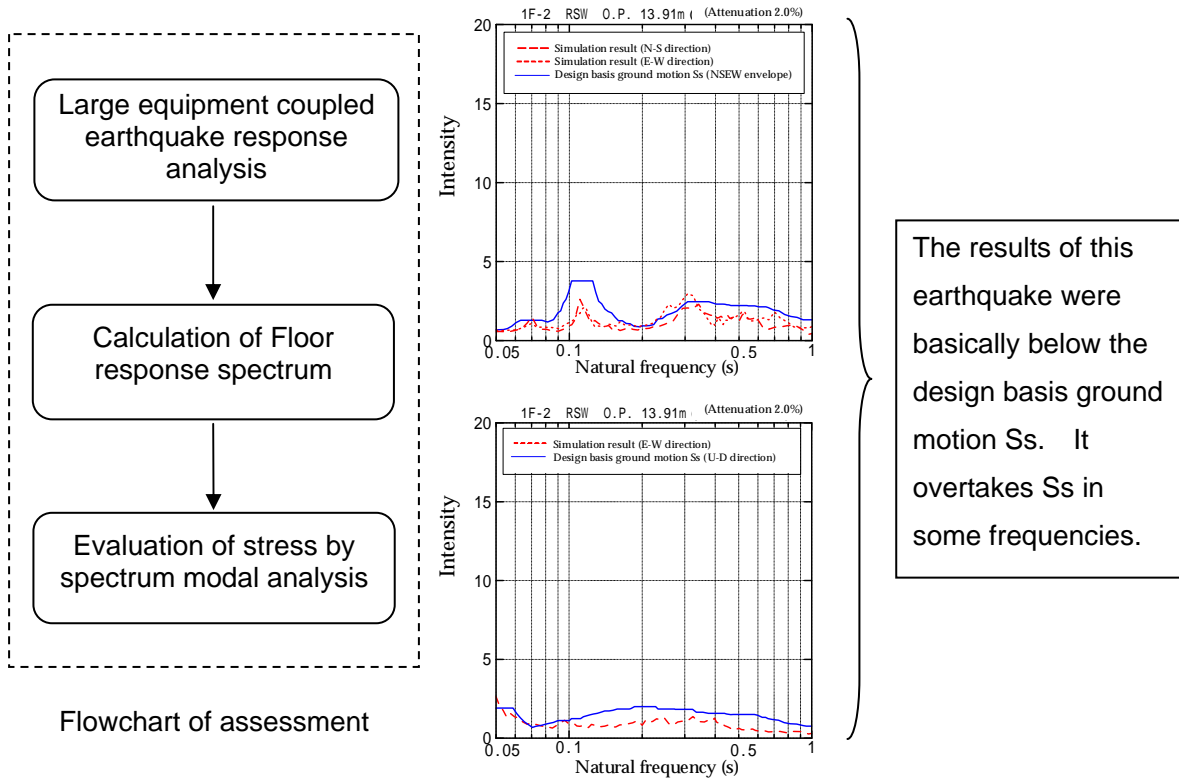 Large equipment coupled
earthquake response
analysis
Calculation of Floor
response spectrum
Evaluation of stress by
spectrum modal analysis
Flowchart of assessment
1F-2 RSW O.P. 13.91m (
(Attenuation 2.0%)
Simulation result (N-S direction)
Simulation result (E-W direction)
Design basis ground motion Ss (NSEW envelope)
Intensity
20
15
10
5
0
0.05
0.1
0.5
1
Natural frequency (s)
1F-2 RSW O.P. 13.91m (
(Attenuation 2.0%)
Simulation result (E-W direction)
Design basis ground motion Ss (U-D direction)
Intensity
20
15
10
5
0
0.05
0.1
0.5
1
Natural frequency (s)
The results of this
earthquake were
basically below the
design basis ground
motion Ss. It
overtakes Ss in
some frequencies.